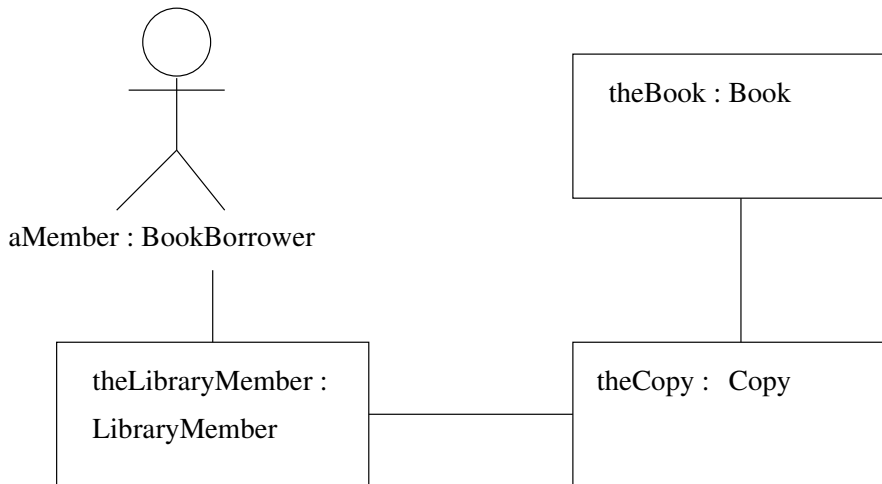 theBook : Book
aMember : BookBorrower
theLibraryMember :
LibraryMember
theCopy : Copy